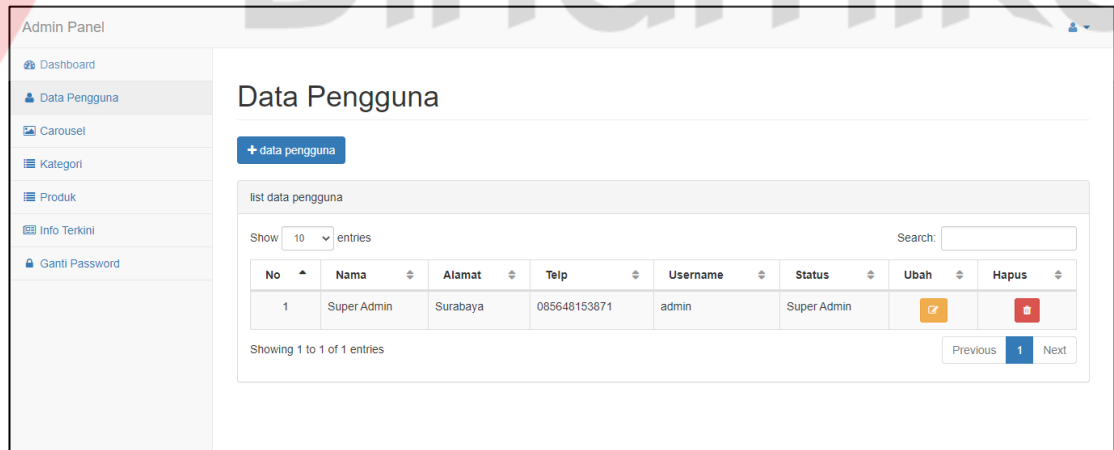 Admin Panel
Dashboard
Data Pengguna
Carousel
Kategori
Produk
Info Terkini
Ganti Password
Data Pengguna
+ data pengguna
list data pengguna
Show 10 entries
Search:
No Nama Alamat Telp Username Status Ubah Hapus
1 Super Admin Surabaya 085648153871 admin Super Admin
Showing 1 to 1 of 1 entries
Previous 1 Next